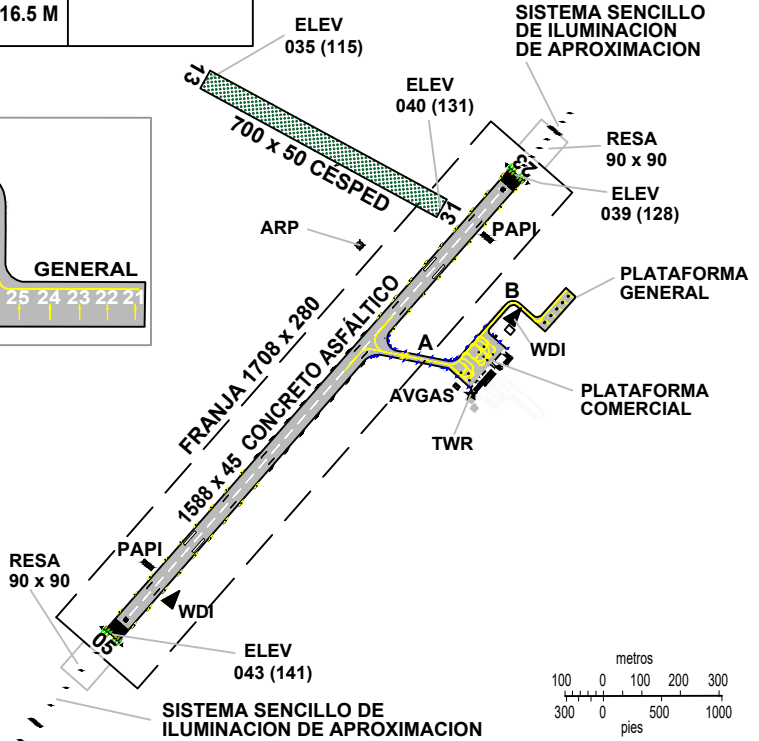 16.5 M
SISTEMA SENCILLO
DE ILUMINACION
DE APROXIMACION
ELEV
035 (115)
13
ELEV
040 (131)
700 x 50 CÉSPED
31
23
RESA
90 x 90
ELEV
039 (128)
ARP
PAPI
GENERAL
25 24 23 22 21
PLATAFORMA
GENERAL
B
WDI
A
FRANJA 1708 x 280
1588 x 45 CONCRETO ASFÁLTICO
AVGAS
PLATAFORMA
COMERCIAL
TWR
PAPI
RESA
90 x 90
WDI
05
ELEV
043 (141)
SISTEMA SENCILLO DE
ILUMINACION DE APROXIMACION
metros
100 0 100 200 300
300 0 500 1000
pies